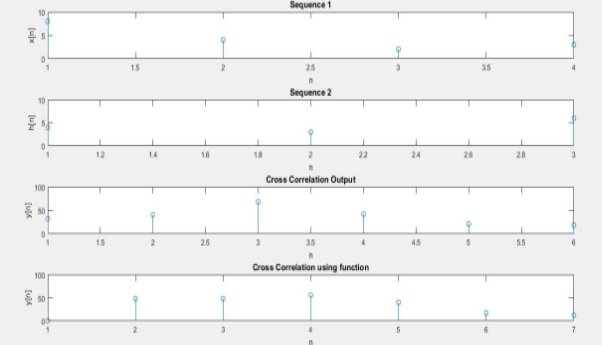 Sequence 1
10
5
0
x[n]
1 1.5 2 2.5 3 3.5 4
n
Sequence 2
10
5
0
h[n]
1 1.2 1.4 1.6 1.8 2 2.2 2.4 2.6 2.8 3
n
Cross Correlation Output
100
50
0
y[n]
1 1.5 2 2.5 3 3.5 4 4.5 5 5.5 6
n
Cross Correlation using function
100
50
0
y[n]
1 2 3 4 5 6 7
n